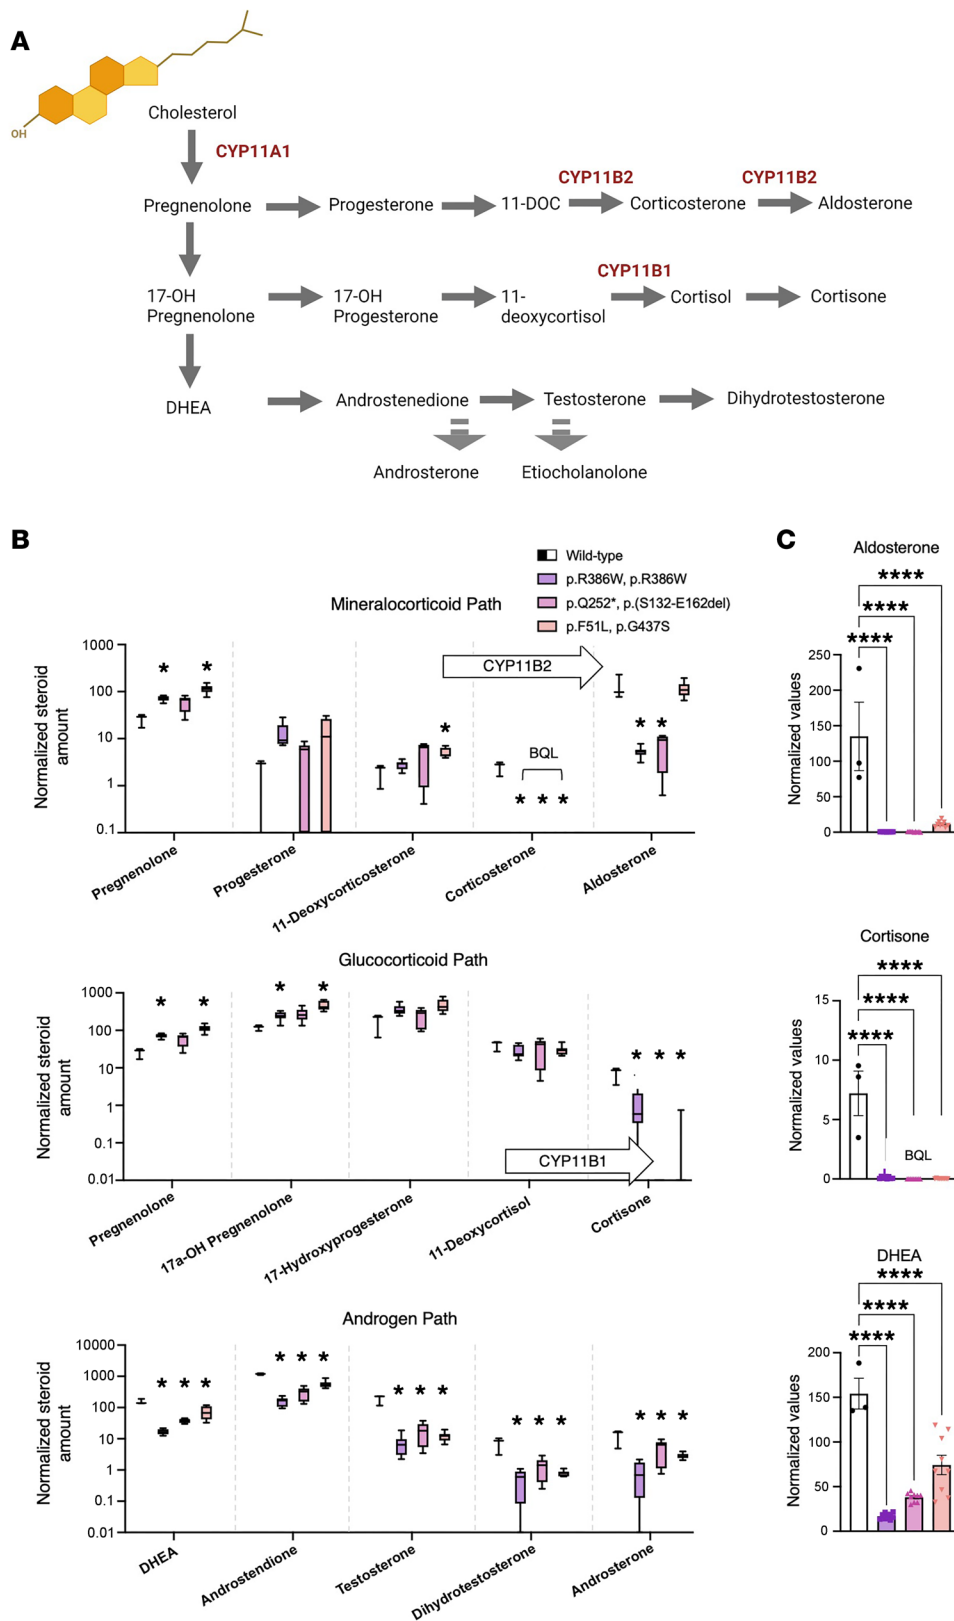 A
OH
Cholesterol
CYP11A1
CYP11B2
CYP11B2
Pregnenolone
Progesterone
11-DOC
Corticosterone
Aldosterone
CYP11B1
17-OH
Pregnenolone
17-OH
Progesterone
11-
deoxycortisol
Cortisol
Cortisone
DHEA
Androstenedione
Testosterone
Dihydrotestosterone
Androsterone
Etiocholanolone
B
Wild-type
p.R386W, p.R386W
p.Q252*, p.(S132-E162del)
p.F51L, p.G437S
Mineralocorticoid Path
Normalized steroid
amount
1000
100
10
1
0.1
* *
*
CYP11B2
BQL
* * *
* *
Pregnenolone
Progesterone
11-Deoxycorticosterone
Corticosterone
Aldosterone
Glucocorticoid Path
Normalized steroid
amount
1000
100
10
1
0.1
0.01
* *
* *
* * *
CYP11B1
Pregnenolone
17a-OH Pregnenolone
17-Hydroxyprogesterone
11-Deoxycortisol
Cortisone
Androgen Path
Normalized steroid
amount
10000
1000
100
10
1
0.1
0.01
* * *
* * *
* * *
* * *
* * *
DHEA
Androstendione
Testosterone
Dihydrotestosterone
Androsterone
C
Aldosterone
****
****
****
Normalized values
250
200
150
100
50
0
Cortisone
****
****
****
Normalized values
15
10
5
0
BQL
DHEA
****
****
****
Normalized values
200
150
100
50
0